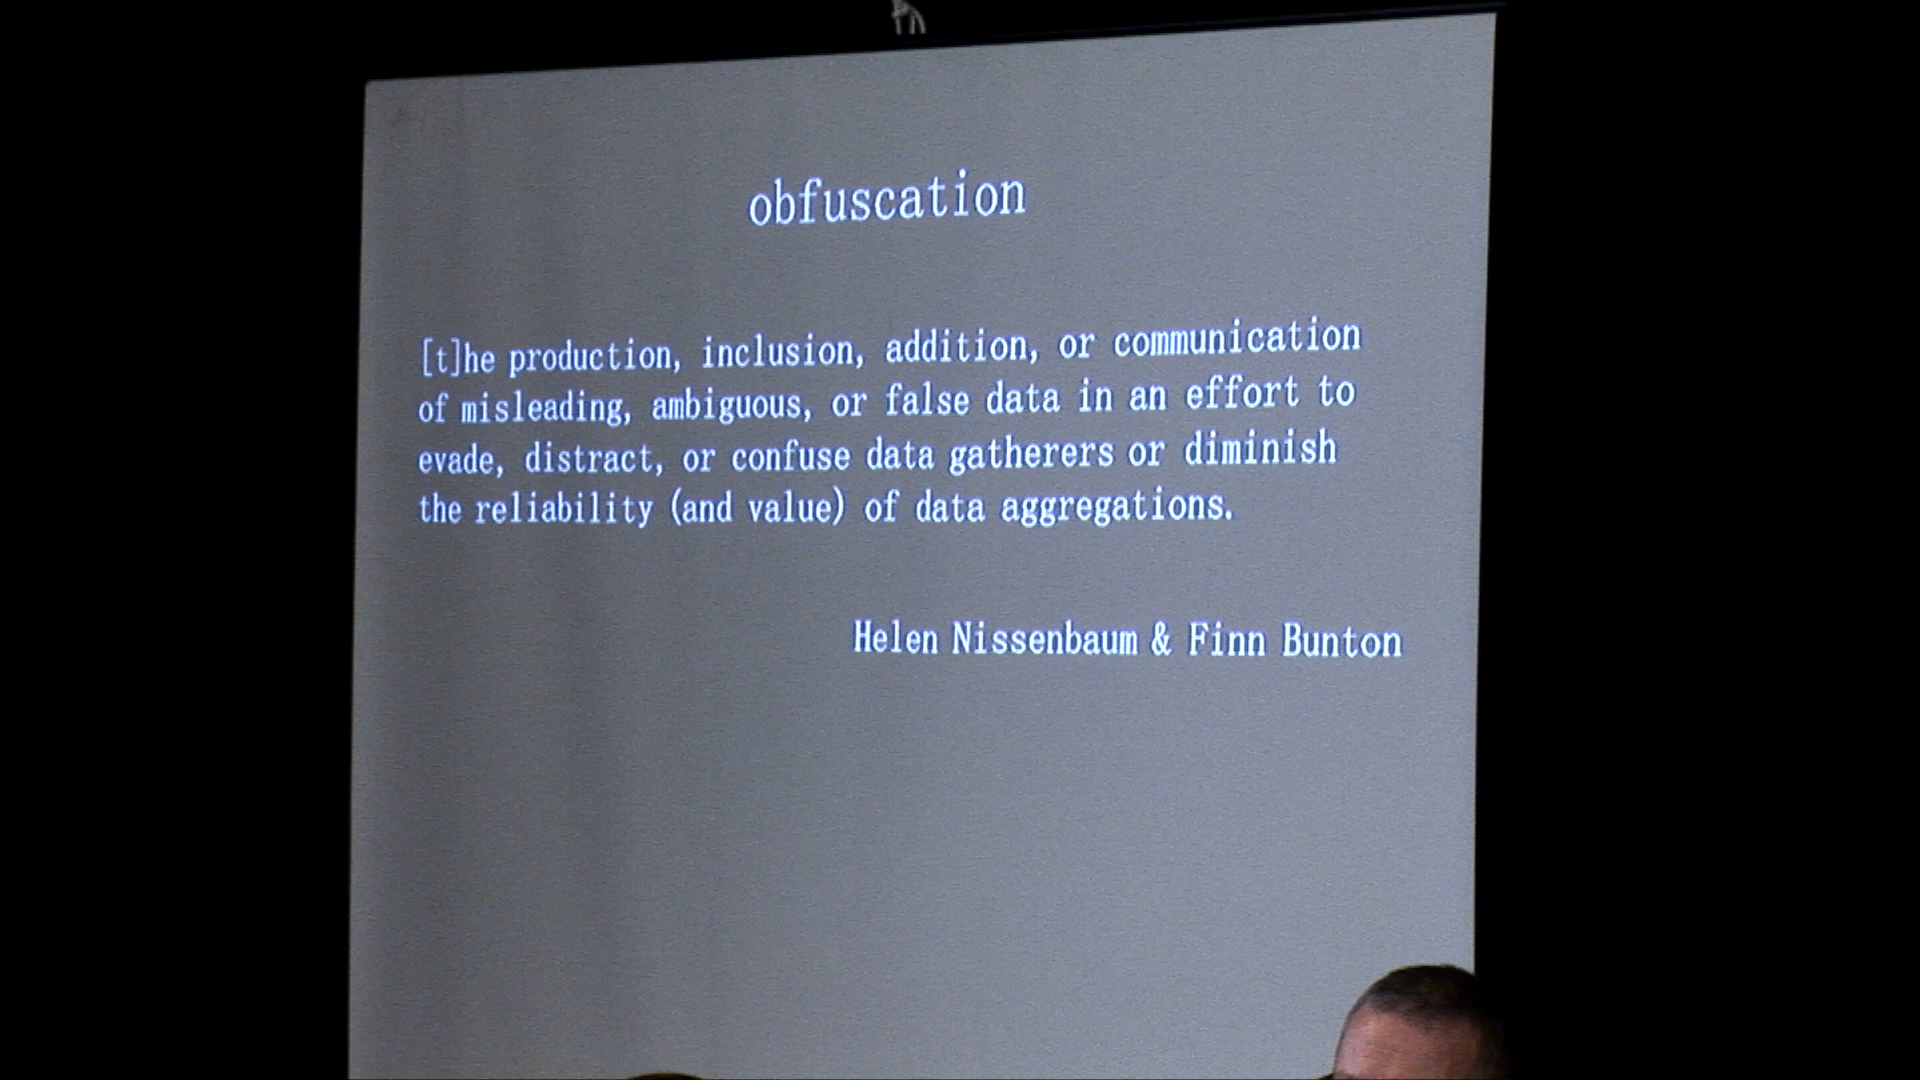 obfuscation
[t]he production, inclusion, addition, or communication
of misleading, ambiguous, or false data in an effort to
evade, distract, or confuse data gatherers or diminish
the reliability (and value) of data aggregations.
Helen Nissenbaum & Finn Bunton